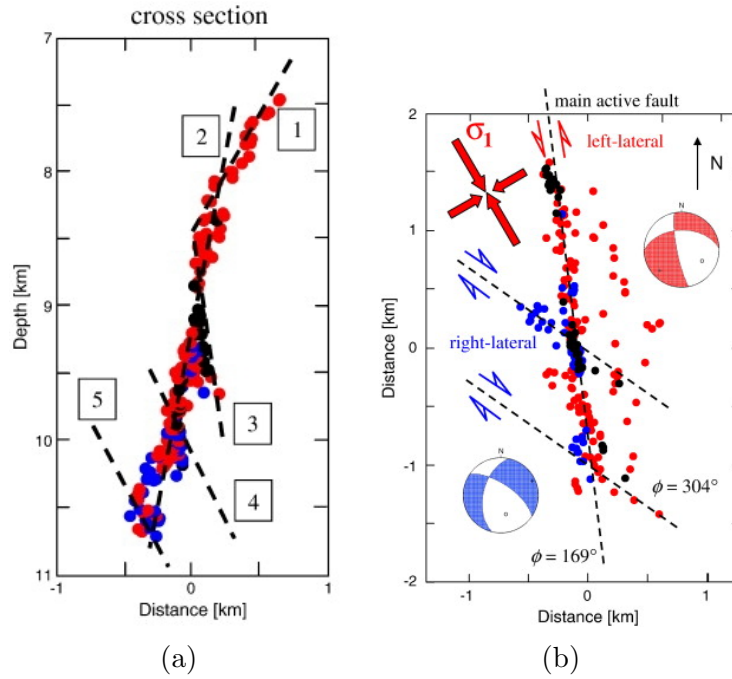 cross section
7
8
9
10
11
Depth [km]
-1
0
1
Distance [km]
1
2
3
4
5
(a)
2
1
0
-1
-2
Distance [km]
-1
0
1
Distance [km]
main active fault
σ1
left-lateral
N
N
right-lateral
N
ϕ = 304°
ϕ = 169°
(b)